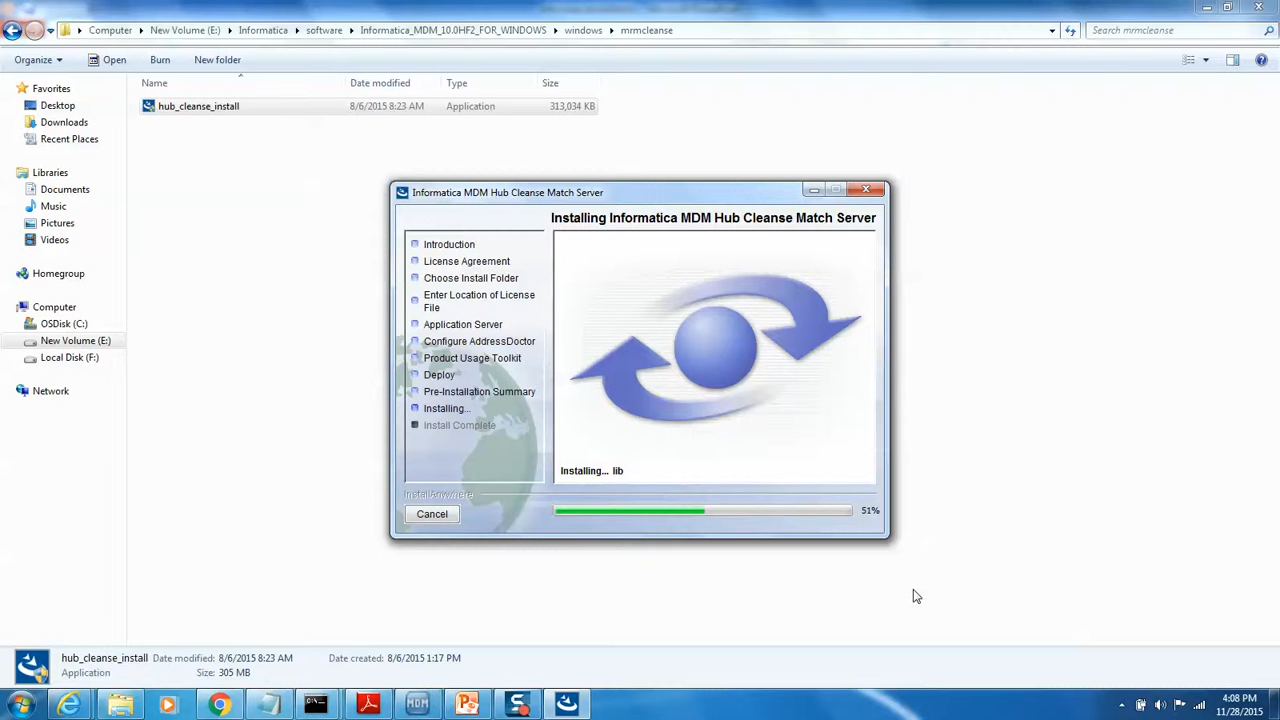 Computer New Volume (E:) Informatica software Informatica_MDM_10.0HF2_FOR_WINDOWS windows mrmcleanse
Search mrmcleanse
Organize Open Burn New folder
Name Date modified Type Size
hub_cleanse_install 8/6/2015 8:23 AM Application 313,034 KB
Favorites
Desktop
Downloads
Recent Places
Libraries
Documents
Music
Pictures
Videos
Homegroup
Computer
OSDisk (C:)
New Volume (E:)
Local Disk (F:)
Network
Informatica MDM Hub Cleanse Match Server
Installing Informatica MDM Hub Cleanse Match Server
Introduction
License Agreement
Choose Install Folder
Enter Location of License
File
Application Server
Configure AddressDoctor
Product Usage Toolkit
Deploy
Pre-Installation Summary
Installing...
Install Complete
Installing... lib
InstallAnywhere
Cancel
51%
hub_cleanse_install Date modified: 8/6/2015 8:23 AM Date created: 8/6/2015 1:17 PM
Application Size: 305 MB
MDM
4:08 PM
11/28/2015